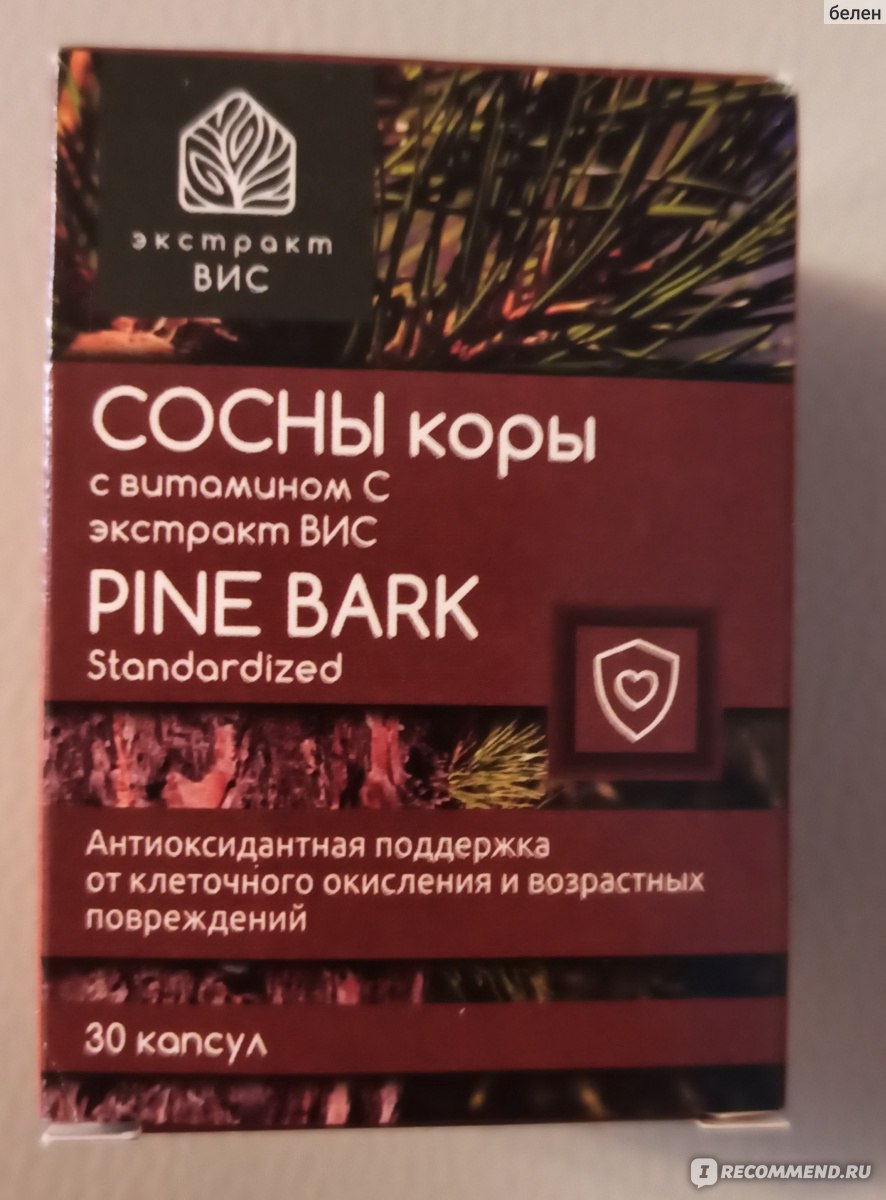 белен
экстракт
ВИС
СОСНЫ коры
с витамином С
экстракт ВИС
PINE BARK
Standardized
Антиоксидантная поддержка
от клеточного окисления и возрастных
повреждений
30 капсул
IRECOMMEND.RU